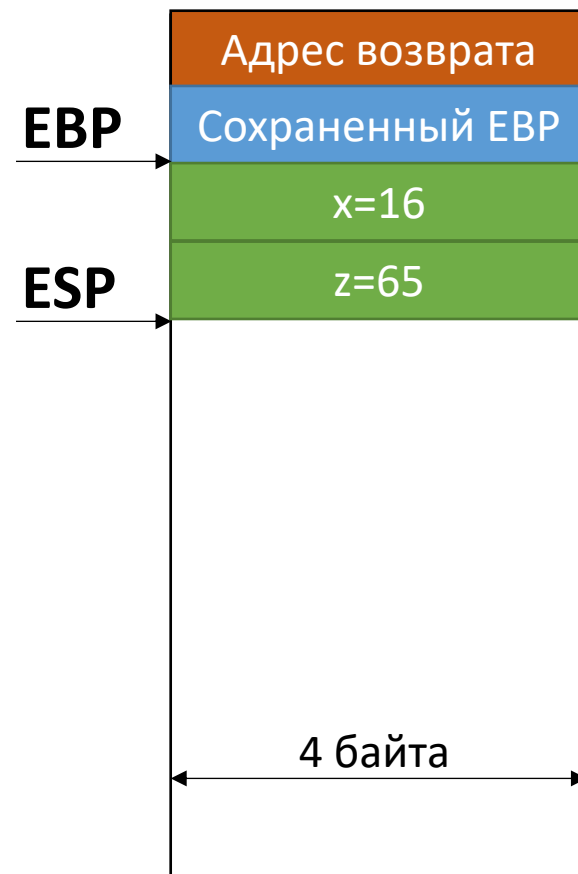 Адрес возврата
EBP
Сохраненный EBP
x=16
ESP
z=65
4 байта